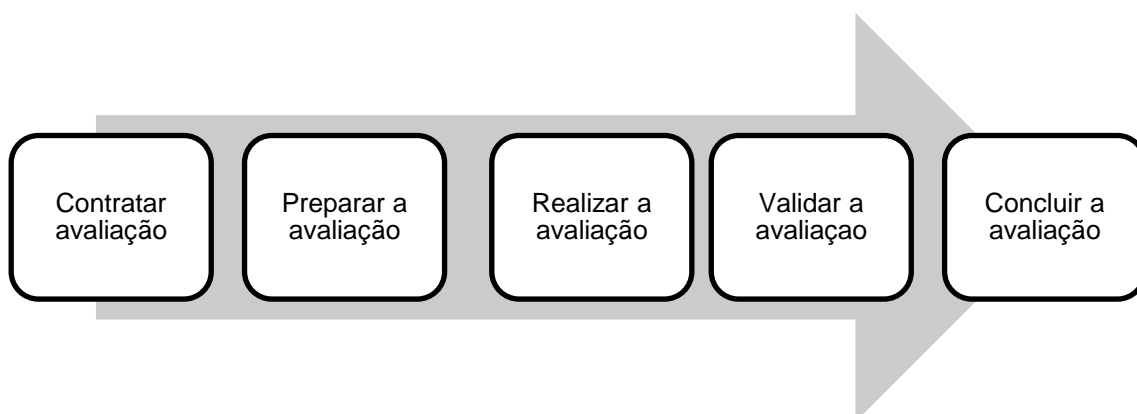 Contratar
avaliação
Preparar a
avaliação
Realizar a
avaliação
Validar a
avaliaçao
Concluir a
avaliação